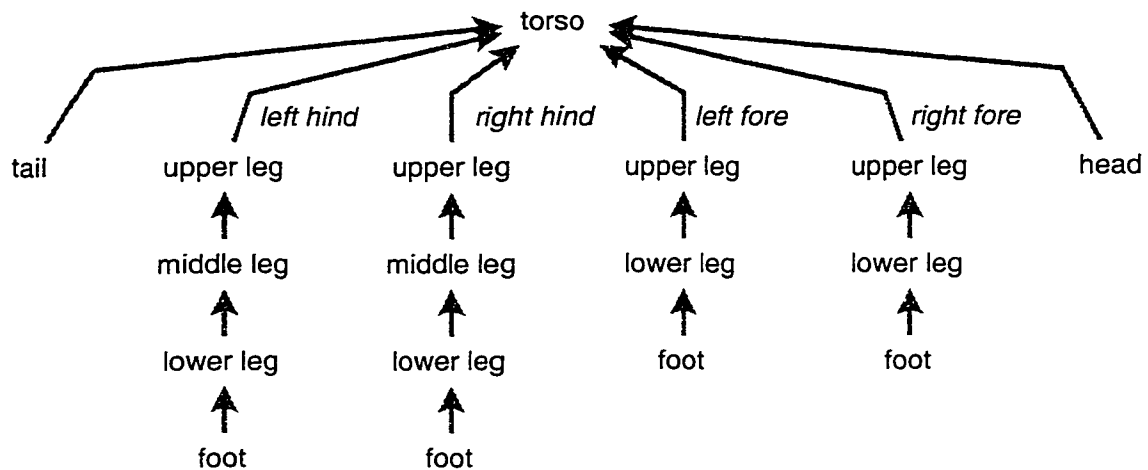 torso
left hind right hind left fore right fore
tail upper leg upper leg upper leg upper leg head
middle leg middle leg lower leg lower leg
lower leg lower leg foot foot
foot foot